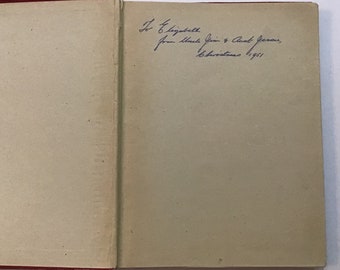 To Elizabeth
from Uncle Jim & Aunt
Christmas 1951